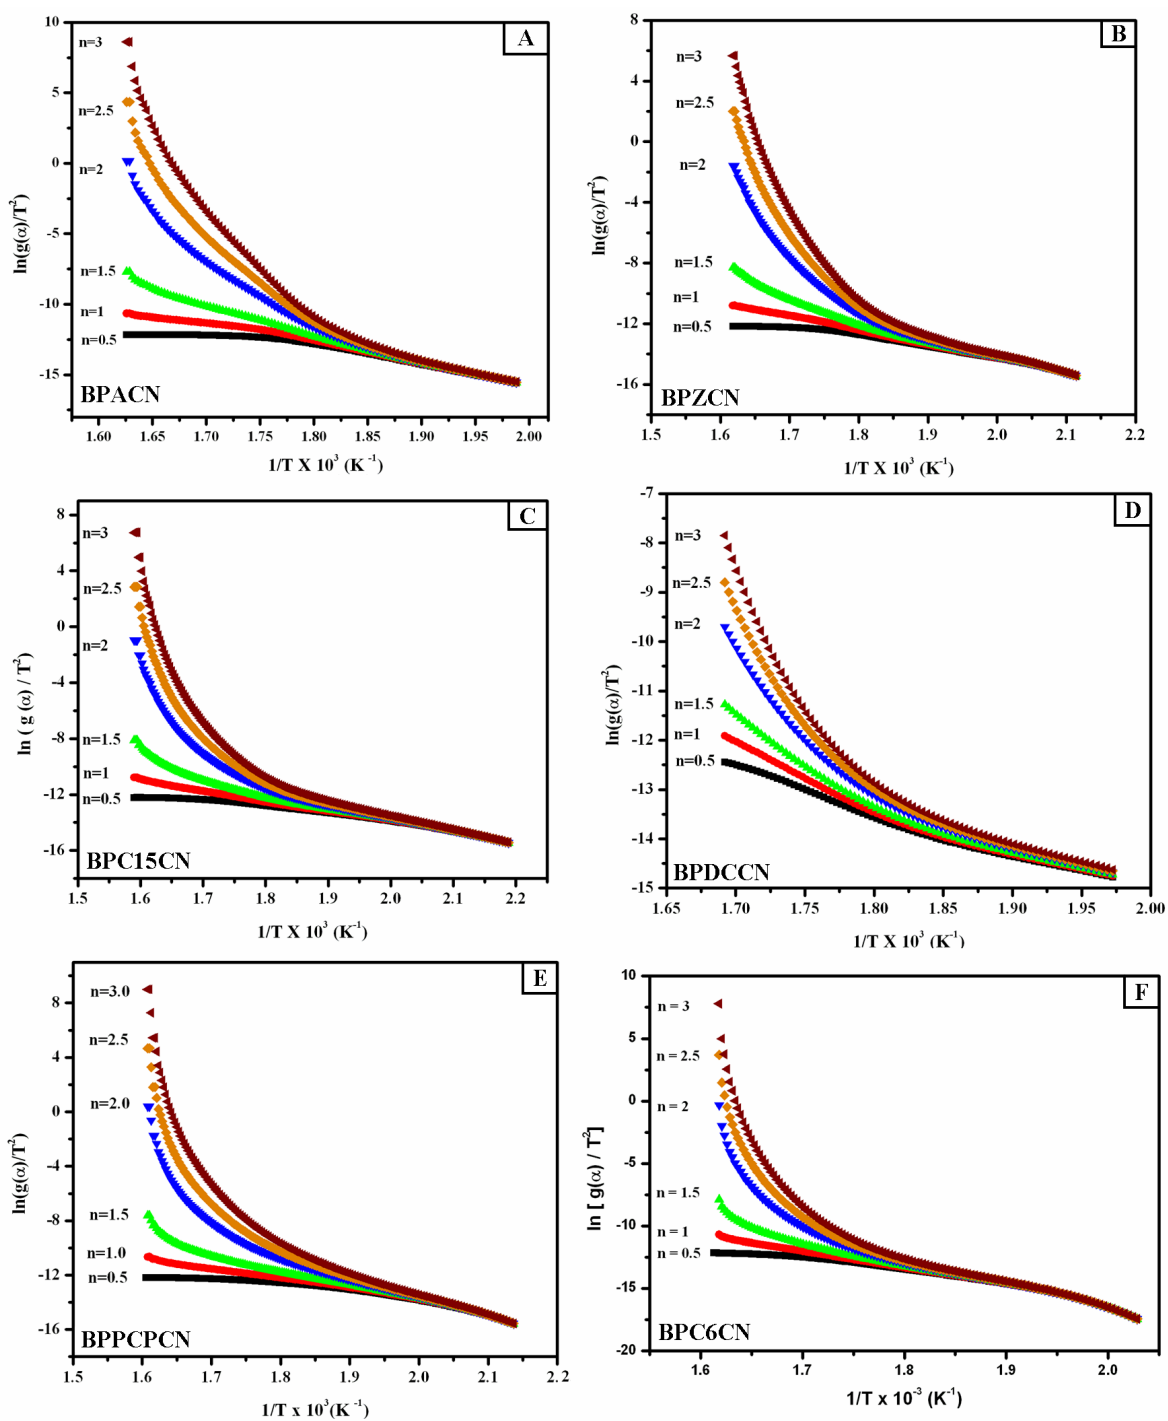 A
10
5
0
-5
-10
-15
ln(g(α)/T²)
n=3
n=2.5
n=2
n=1.5
n=1
n=0.5
BPACN
1.60 1.65 1.70 1.75 1.80 1.85 1.90 1.95 2.00
1/T X 10³ (K⁻¹)
B
8
4
0
-4
-8
-12
-16
ln(g(α)/T²)
n=3
n=2.5
n=2
n=1.5
n=1
n=0.5
BPZCN
1.5 1.6 1.7 1.8 1.9 2.0 2.1 2.2
1/T X 10³ (K⁻¹)
C
8
4
0
-4
-8
-12
-16
ln ( g (α) / T²)
n=3
n=2.5
n=2
n=1.5
n=1
n=0.5
BPC15CN
1.5 1.6 1.7 1.8 1.9 2.0 2.1 2.2
1/T X 10³ (K⁻¹)
D
-7
-8
-9
-10
-11
-12
-13
-14
-15
ln(g(α)/T²)
n=3
n=2.5
n=2
n=1.5
n=1
n=0.5
BPDCCN
1.65 1.70 1.75 1.80 1.85 1.90 1.95 2.00
1/T X 10³ (K⁻¹)
E
8
4
0
-4
-8
-12
-16
ln(g(α)/T²)
n=3.0
n=2.5
n=2.0
n=1.5
n=1.0
n=0.5
BPPCPCN
1.5 1.6 1.7 1.8 1.9 2.0 2.1 2.2
1/T x 10³(K⁻¹)
F
10
5
0
-5
-10
-15
-20
ln [ g(α) / T²]
n = 3
n = 2.5
n = 2
n = 1.5
n = 1
n = 0.5
BPC6CN
1.6 1.7 1.8 1.9 2.0
1/T x 10⁻³ (K⁻¹)